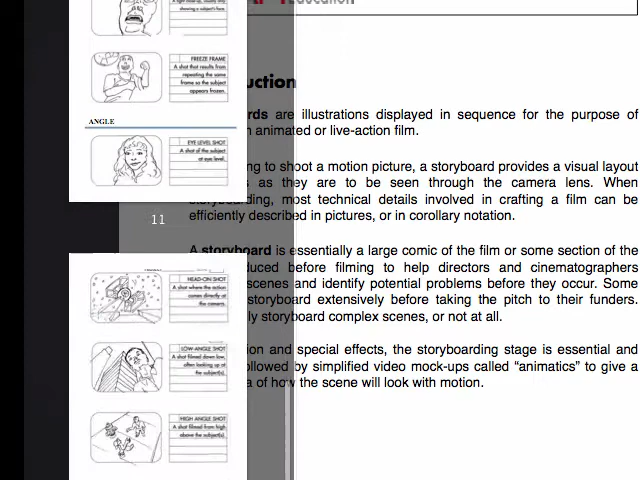 showing a subject's face.
FREEZE FRAME
A shot that results from
repeating the same
frame so the subject
appears frozen.
ANGLE
EYE-LEVEL SHOT
A shot of the subject
at eye level.
11
HEAD-ON SHOT
A shot where the action
comes directly at
the camera.
LOW-ANGLE SHOT
A shot filmed down low,
often looking up at
the subject(s).
HIGH ANGLE SHOT
A shot filmed from high
above the subject(s).
Education
uction
rds are illustrations displayed in sequence for the purpose of
n animated or live-action film.
ng to shoot a motion picture, a storyboard provides a visual layout
s as they are to be seen through the camera lens. When
storyboarding, most technical details involved in crafting a film can be
efficiently described in pictures, or in corollary notation.
A storyboard is essentially a large comic of the film or some section of the
duced before filming to help directors and cinematographers
scenes and identify potential problems before they occur. Some
storyboard extensively before taking the pitch to their funders.
ly storyboard complex scenes, or not at all.
ion and special effects, the storyboarding stage is essential and
ollowed by simplified video mock-ups called “animatics” to give a
a of how the scene will look with motion.